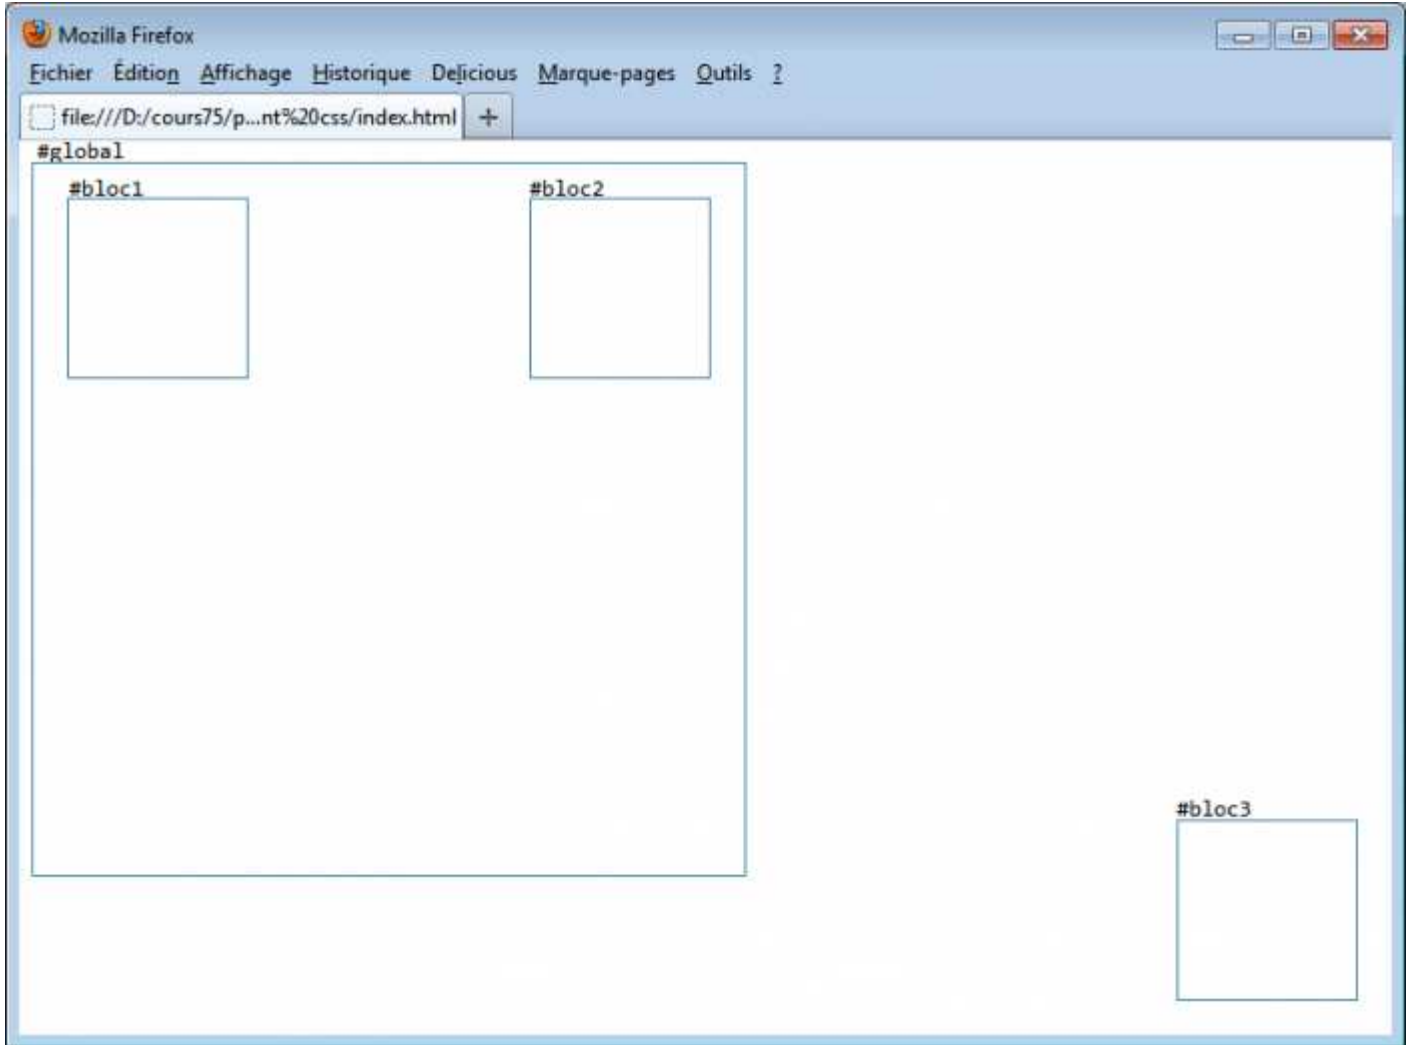 Mozilla Firefox
Fichier Édition Affichage Historique Delicious Marque-pages Outils ?
file:///D:/cours75/p...nt%20css/index.html +
#global
#bloc1 #bloc2
#bloc3